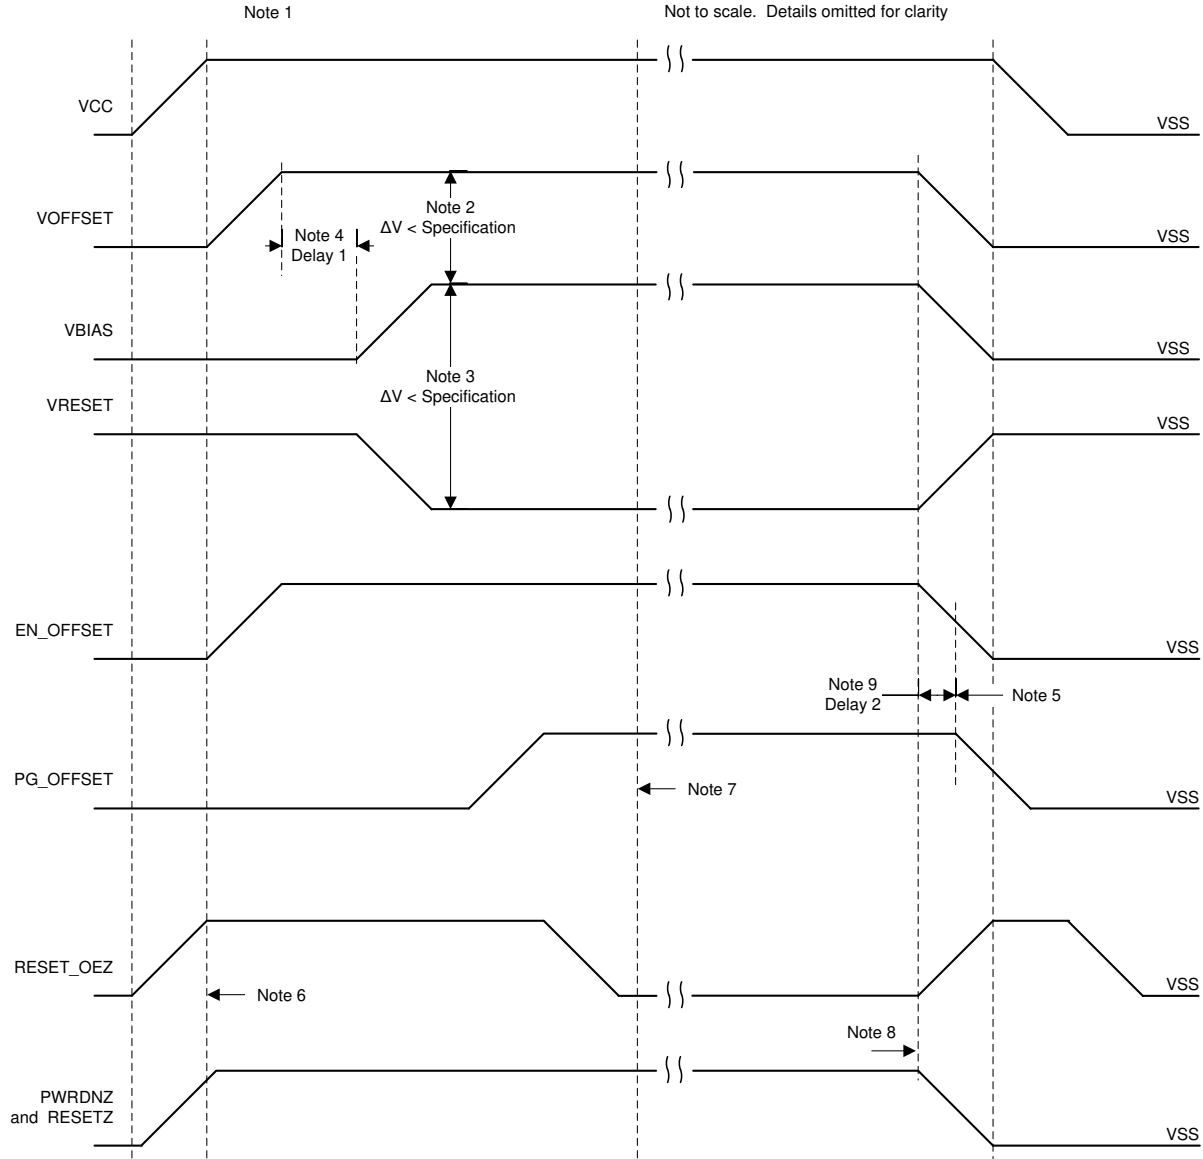 Note 1
Not to scale. Details omitted for clarity
VCC
VSS
VOFFSET
Note 2
ΔV < Specification
Note 4
Delay 1
VSS
VBIAS
VSS
Note 3
ΔV < Specification
VRESET
VSS
EN_OFFSET
VSS
Note 9
Delay 2
Note 5
PG_OFFSET
Note 7
VSS
RESET_OEZ
VSS
Note 6
Note 8
PWRDNZ
and RESETZ
VSS